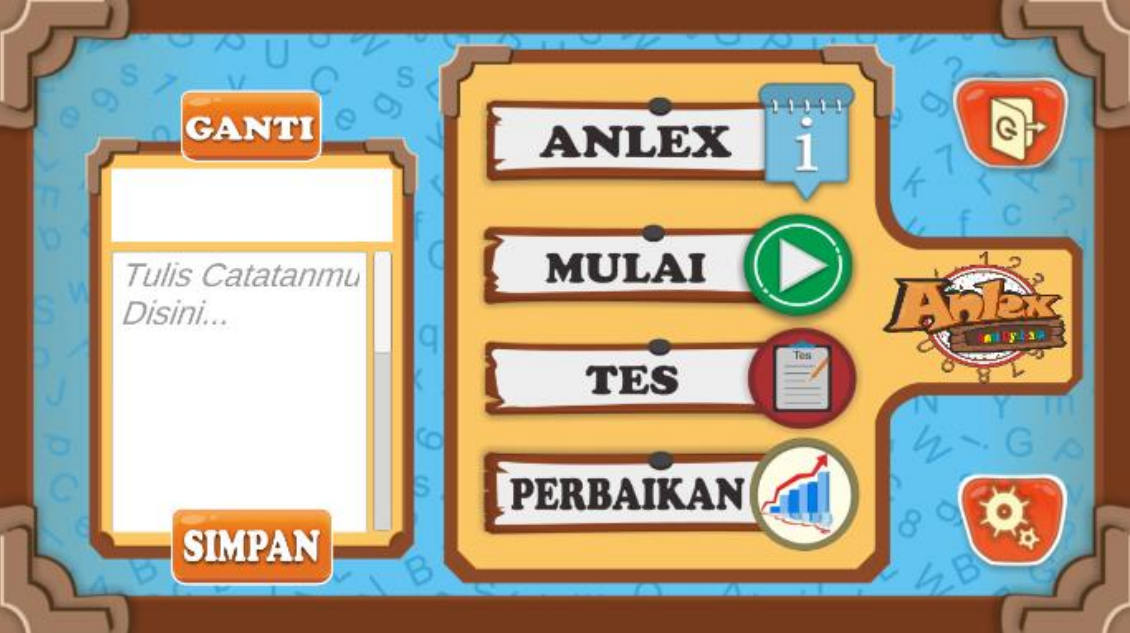 GANTI
Tulis Catatanmu
Disini...
SIMPAN
ANLEX
i
MULAI
TES
Tes
PERBAIKAN
Anlex